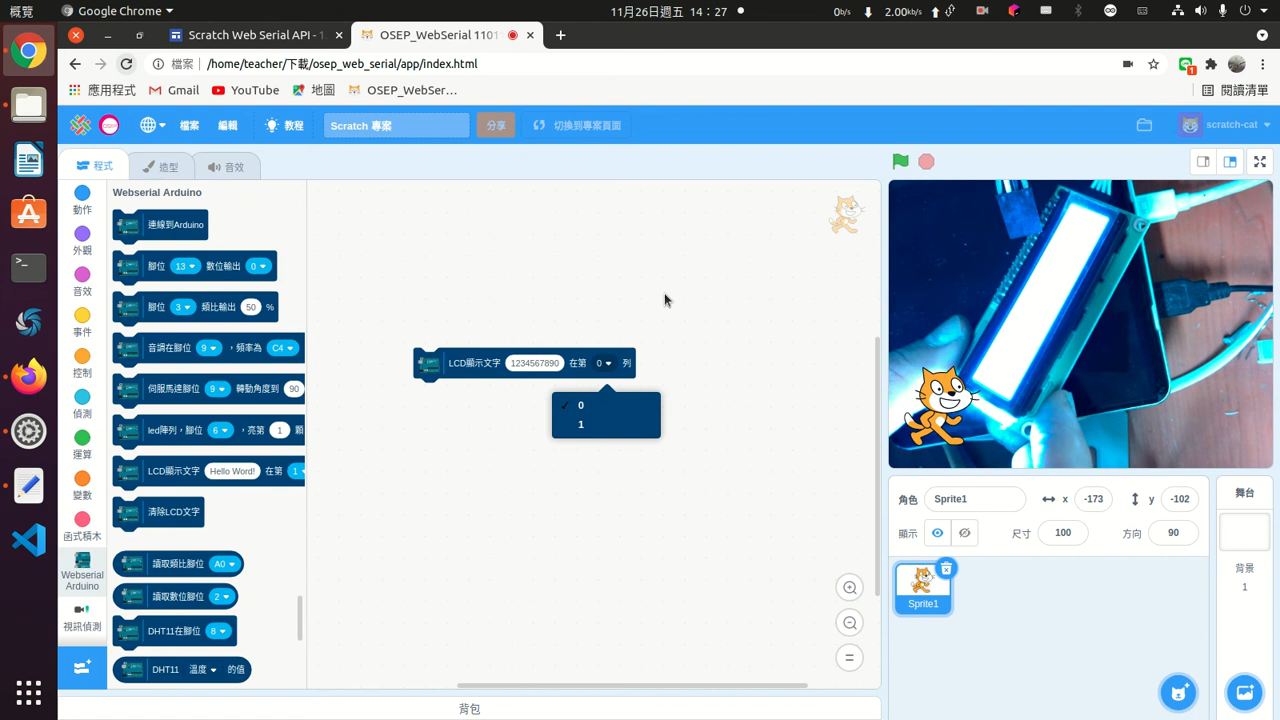 概覽
Google Chrome
11月26日週五 14：27
0b/s
2.00kb/s
Scratch Web Serial API - 1
OSEP_WebSerial 1101
檔案
/home/teacher/下載/osep_web_serial/app/index.html
1
應用程式
Gmail
YouTube
地圖
OSEP_WebSer…
閱讀清單
檔案
編輯
教程
Scratch 專案
分享
切換到專案頁面
scratch-cat
程式
造型
音效
動作
外觀
音效
事件
控制
偵測
運算
變數
函式積木
Webserial
Arduino
視訊偵測
Webserial Arduino
連線到Arduino
腳位 13 數位輸出 0
腳位 3 類比輸出 50 %
音調在腳位 9 ，頻率為 C4
伺服馬達腳位 9 轉動角度到 90
led陣列，腳位 6 ，亮第 1 顆
LCD顯示文字 Hello Word! 在第 1
清除LCD文字
讀取類比腳位 A0
讀取數位腳位 2
DHT11在腳位 8
DHT11 溫度 的值
LCD顯示文字 1234567890 在第 0 列
✓ 0
1
角色 Sprite1 x -173 y -102
顯示 尺寸 100 方向 90
Sprite1
舞台
背景
1
背包